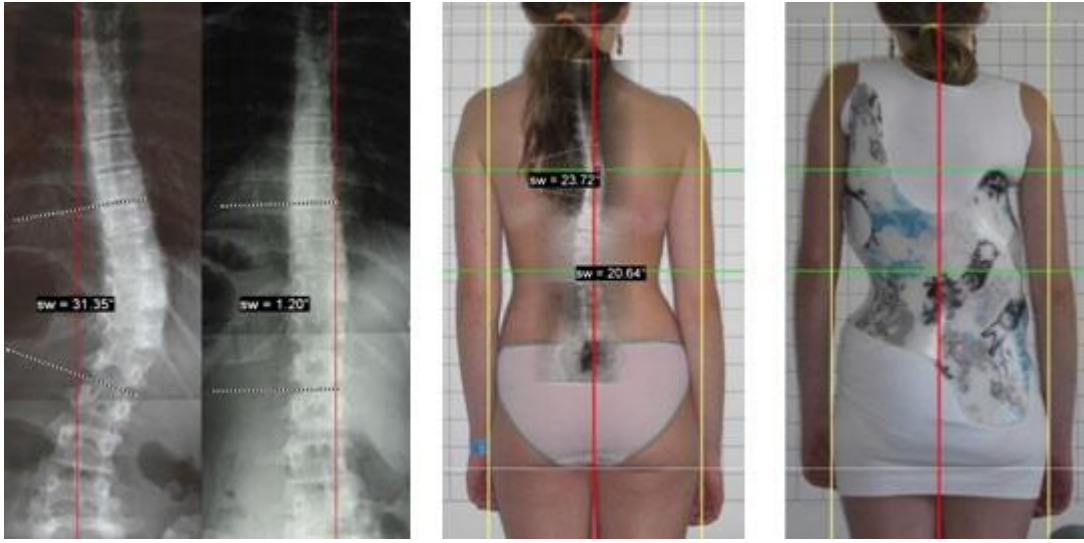 sw = 31.35°
sw = 1.20°
sw = 23.72°
sw = 20.64°